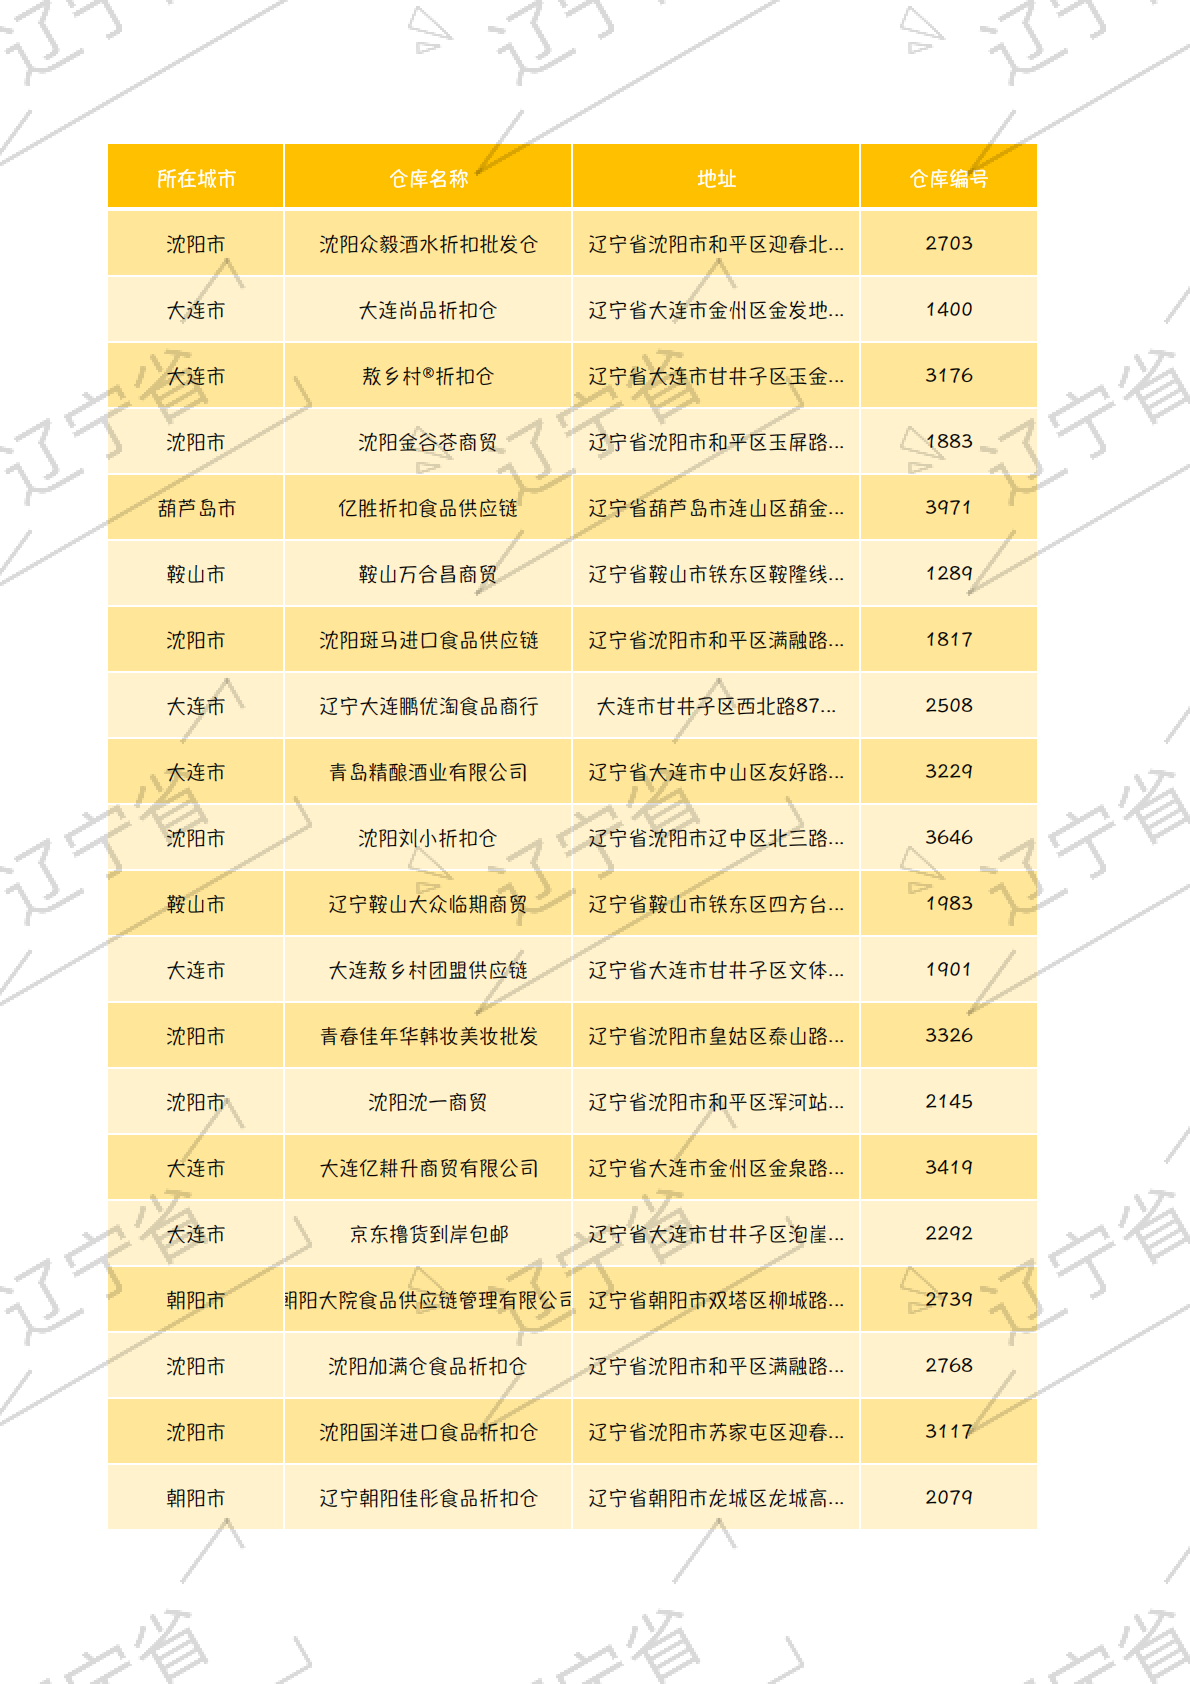 所在城市 仓库名称 地址 仓库编号
沈阳市 沈阳众毅酒水折扣批发仓 辽宁省沈阳市和平区迎春北... 2703
大连市 大连尚品折扣仓 辽宁省大连市金州区金发地... 1400
大连市 敖乡村®折扣仓 辽宁省大连市甘井子区玉金... 3176
沈阳市 沈阳金谷苍商贸 辽宁省沈阳市和平区玉屏路... 1883
葫芦岛市 亿胜折扣食品供应链 辽宁省葫芦岛市连山区葫金... 3971
鞍山市 鞍山万合昌商贸 辽宁省鞍山市铁东区鞍隆线... 1289
沈阳市 沈阳斑马进口食品供应链 辽宁省沈阳市和平区满融路... 1817
大连市 辽宁大连鹏优淘食品商行 大连市甘井子区西北路87... 2508
大连市 青岛精酿酒业有限公司 辽宁省大连市中山区友好路... 3229
沈阳市 沈阳刘小折扣仓 辽宁省沈阳市辽中区北三路... 3646
鞍山市 辽宁鞍山大众临期商贸 辽宁省鞍山市铁东区四方台... 1983
大连市 大连敖乡村团盟供应链 辽宁省大连市甘井子区文体... 1901
沈阳市 青春佳年华韩妆美妆批发 辽宁省沈阳市皇姑区泰山路... 3326
沈阳市 沈阳沈一商贸 辽宁省沈阳市和平区浑河站... 2145
大连市 大连亿耕升商贸有限公司 辽宁省大连市金州区金泉路... 3419
大连市 京东撸货到岸包邮 辽宁省大连市甘井子区泡崖... 2292
朝阳市 朝阳大院食品供应链管理有限公司 辽宁省朝阳市双塔区柳城路... 2739
沈阳市 沈阳加满仓食品折扣仓 辽宁省沈阳市和平区满融路... 2768
沈阳市 沈阳国洋进口食品折扣仓 辽宁省沈阳市苏家屯区迎春... 3117
朝阳市 辽宁朝阳佳彤食品折扣仓 辽宁省朝阳市龙城区龙城高... 2079